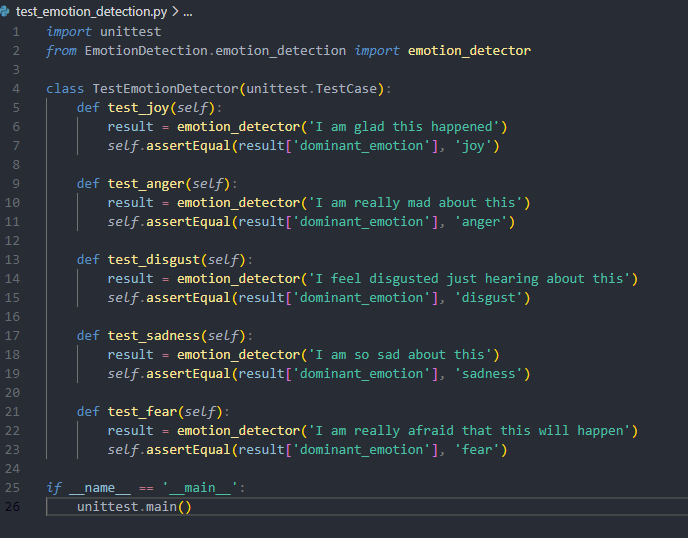 test_emotion_detection.py > ...
1 import unittest
2 from EmotionDetection.emotion_detection import emotion_detector
3
4 class TestEmotionDetector(unittest.TestCase):
5     def test_joy(self):
6         result = emotion_detector('I am glad this happened')
7         self.assertEqual(result['dominant_emotion'], 'joy')
8
9     def test_anger(self):
10         result = emotion_detector('I am really mad about this')
11         self.assertEqual(result['dominant_emotion'], 'anger')
12
13     def test_disgust(self):
14         result = emotion_detector('I feel disgusted just hearing about this')
15         self.assertEqual(result['dominant_emotion'], 'disgust')
16
17     def test_sadness(self):
18         result = emotion_detector('I am so sad about this')
19         self.assertEqual(result['dominant_emotion'], 'sadness')
20
21     def test_fear(self):
22         result = emotion_detector('I am really afraid that this will happen')
23         self.assertEqual(result['dominant_emotion'], 'fear')
24
25 if __name__ == '__main__':
26     unittest.main()